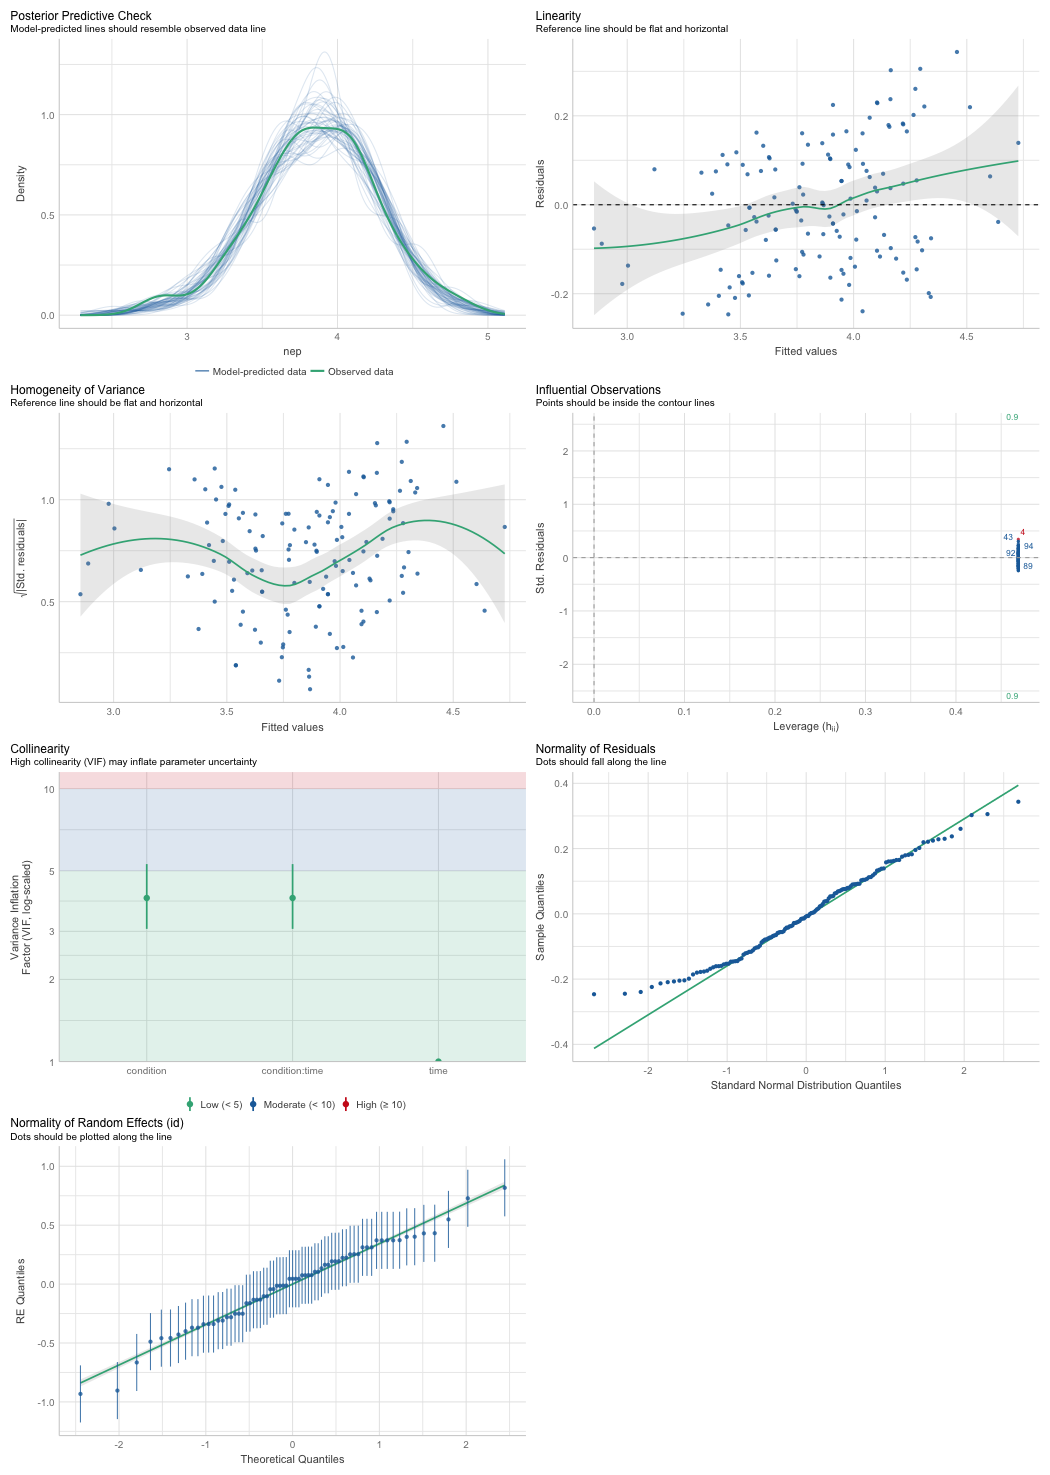 Posterior Predictive Check
Model-predicted lines should resemble observed data line
1.0
0.5
0.0
Density
3 4 5
nep
Model-predicted data Observed data
Linearity
Reference line should be flat and horizontal
0.2
0.0
-0.2
Residuals
3.0 3.5 4.0 4.5
Fitted values
Homogeneity of Variance
Reference line should be flat and horizontal
1.0
0.5
√|Std. residuals|
3.0 3.5 4.0 4.5
Fitted values
Influential Observations
Points should be inside the contour lines
0.9
2
1
0
-1
-2
Std. Residuals
4
43
94
92
89
0.9
0.0 0.1 0.2 0.3 0.4
Leverage (hii)
Collinearity
High collinearity (VIF) may inflate parameter uncertainty
10
5
3
2
1
Variance Inflation
Factor (VIF, log-scaled)
condition condition:time time
Low (< 5) Moderate (< 10) High (≥ 10)
Normality of Residuals
Dots should fall along the line
0.4
0.2
0.0
-0.2
-0.4
Sample Quantiles
-2 -1 0 1 2
Standard Normal Distribution Quantiles
Normality of Random Effects (id)
Dots should be plotted along the line
1.0
0.5
0.0
-0.5
-1.0
RE Quantiles
-2 -1 0 1 2
Theoretical Quantiles